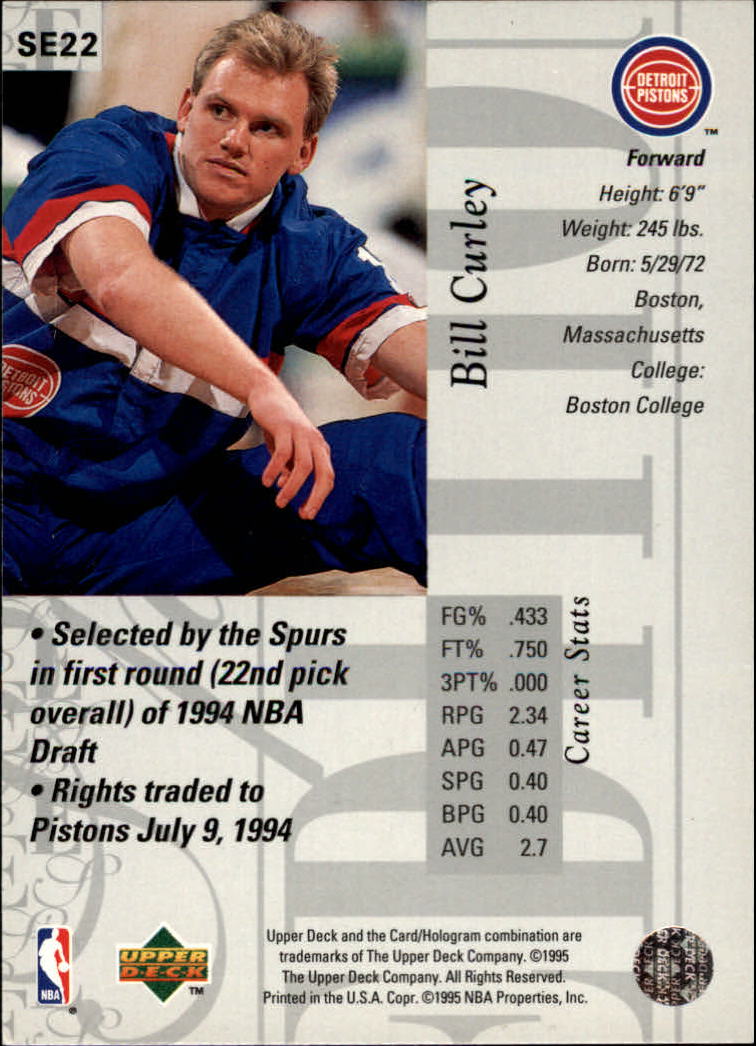 SE22
DETROIT
PISTONS
TM
Forward
Height: 6'9"
Weight: 245 lbs.
Born: 5/29/72
Boston,
Massachusetts
College:
Boston College
Bill Curley
DETROIT
PISTONS
• Selected by the Spurs
in first round (22nd pick
overall) of 1994 NBA
Draft
• Rights traded to
Pistons July 9, 1994
FG% .433
FT% .750
3PT% .000
RPG 2.34
APG 0.47
SPG 0.40
BPG 0.40
AVG 2.7
Career Stats
NBA
®
UPPER
DECK
TM
Upper Deck and the Card/Hologram combination are
trademarks of The Upper Deck Company. ©1995
The Upper Deck Company. All Rights Reserved.
Printed in the U.S.A. Copr. ©1995 NBA Properties, Inc.